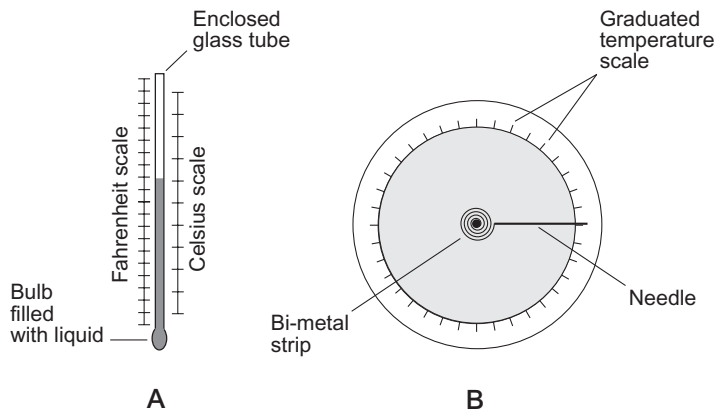 Enclosed
glass tube
Graduated
temperature
scale
Fahrenheit scale
Celsius scale
Bulb
filled
with liquid
Bi-metal
strip
Needle
A
B